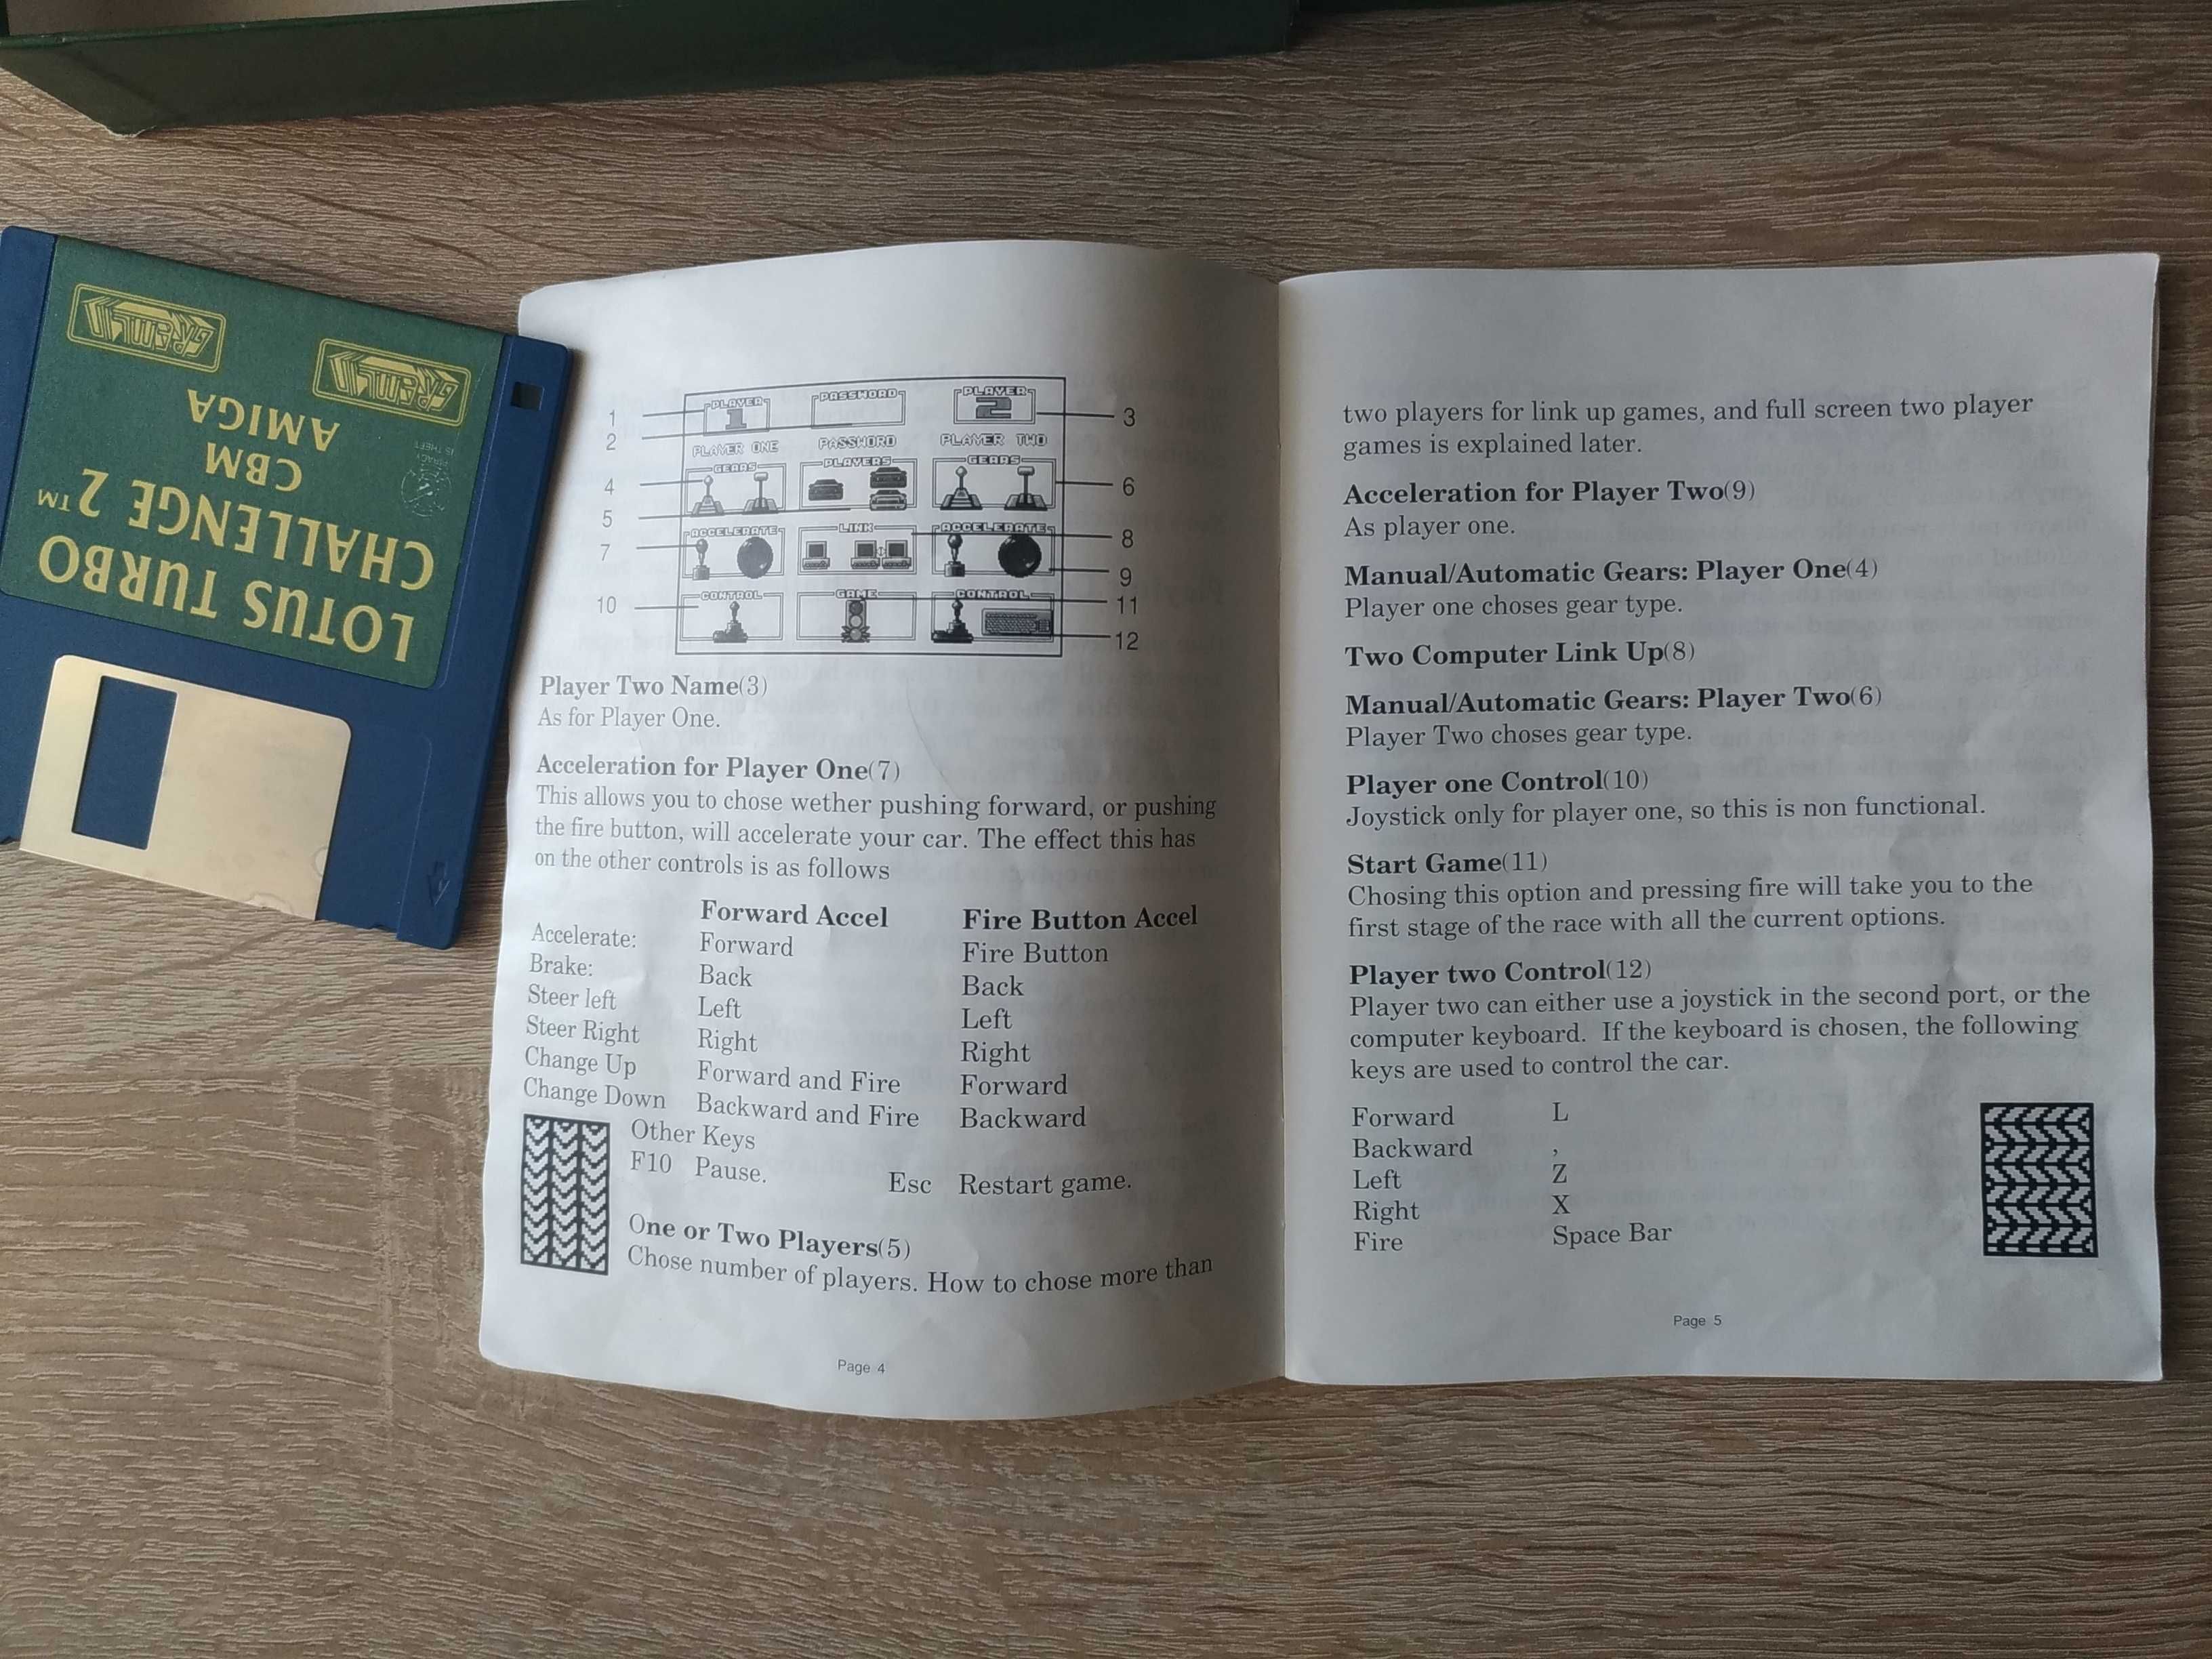 LOTUS TURBO
CHALLENGE 2™
CBM
AMIGA
PIRACY
IS THEFT
GREMLIN
GREMLIN
1
2
3
4
5
6
7
8
9
10
11
12
PLAYER
1
PASSWORD
PLAYER
2
PLAYER ONE
PASSWORD
PLAYER TWO
GEARS
PLAYERS
GEARS
ACCELERATE
LINK
ACCELERATE
CONTROL
GAME
CONTROL
Player Two Name(3)
As for Player One.
Acceleration for Player One(7)
This allows you to chose wether pushing forward, or pushing
the fire button, will accelerate your car. The effect this has
on the other controls is as follows
Forward Accel Fire Button Accel
Accelerate: Forward Fire Button
Brake: Back Back
Steer left Left Left
Steer Right Right Right
Change Up Forward and Fire Forward
Change Down Backward and Fire Backward
Other Keys
F10 Pause. Esc Restart game.
One or Two Players(5)
Chose number of players. How to chose more than
Page 4
two players for link up games, and full screen two player
games is explained later.
Acceleration for Player Two(9)
As player one.
Manual/Automatic Gears: Player One(4)
Player one choses gear type.
Two Computer Link Up(8)
Manual/Automatic Gears: Player Two(6)
Player Two choses gear type.
Player one Control(10)
Joystick only for player one, so this is non functional.
Start Game(11)
Chosing this option and pressing fire will take you to the
first stage of the race with all the current options.
Player two Control(12)
Player two can either use a joystick in the second port, or the
computer keyboard. If the keyboard is chosen, the following
keys are used to control the car.
Forward L
Backward ,
Left Z
Right X
Fire Space Bar
Page 5